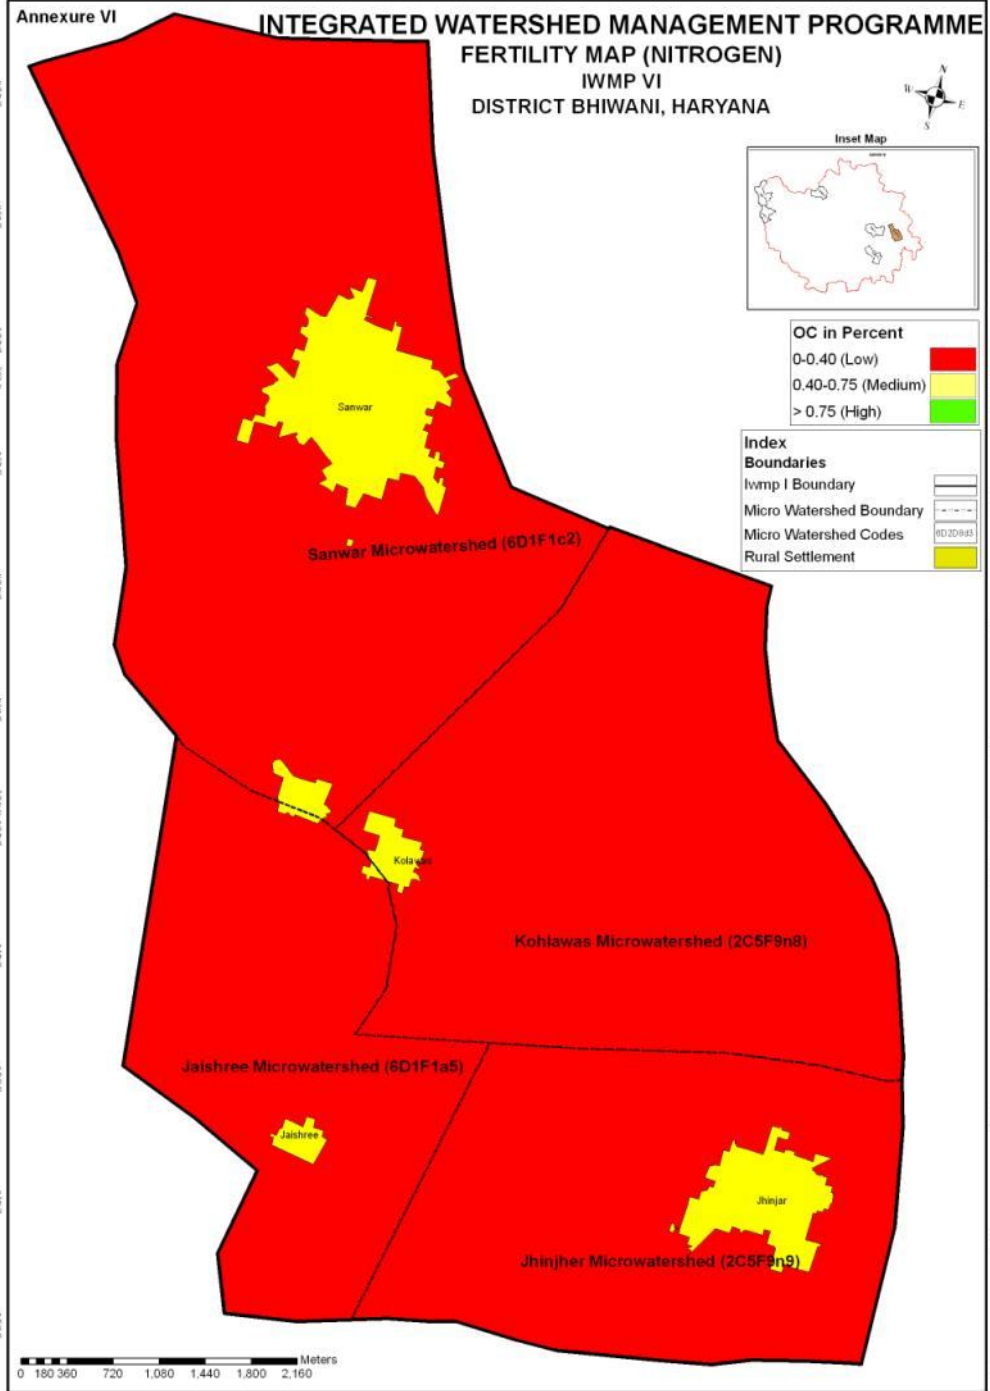 Annexure VI
INTEGRATED WATERSHED MANAGEMENT PROGRAMME
FERTILITY MAP (NITROGEN)
IWMP VI
DISTRICT BHIWANI, HARYANA
N
W
E
S
Inset Map
OC in Percent
0-0.40 (Low)
0.40-0.75 (Medium)
> 0.75 (High)
Index
Boundaries
Iwmp I Boundary
Micro Watershed Boundary
Micro Watershed Codes
Rural Settlement
Sanwar
Sanwar Microwatershed (6D1F1c2)
Kolawas
Kohlawas Microwatershed (2C5F9n8)
Jaishree Microwatershed (6D1F1a5)
Jaishree
Jhinjar
Jhinjher Microwatershed (2C5F9n9)
Meters
0 180 360 720 1,080 1,440 1,800 2,160